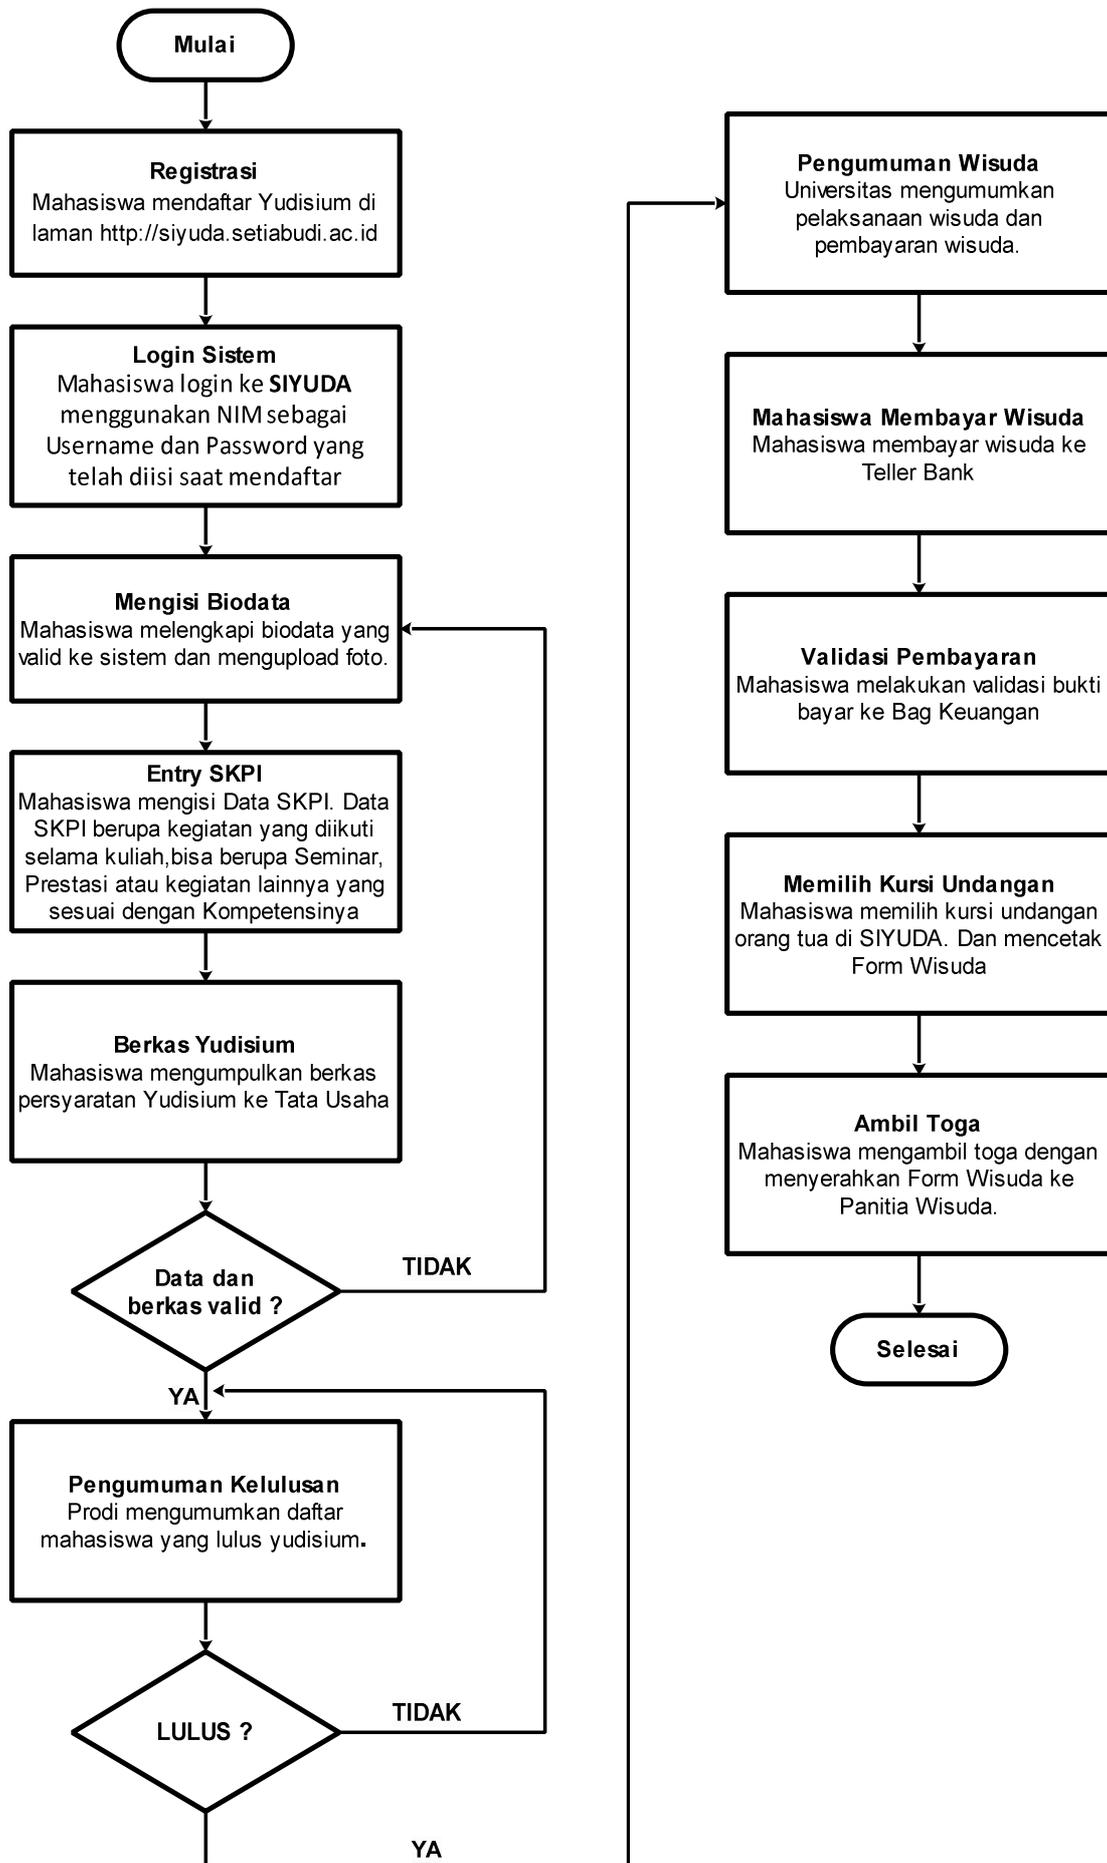 Mulai
Registrasi
Mahasiswa mendaftar Yudisium di
laman http://siyuda.setiabudi.ac.id
Login Sistem
Mahasiswa login ke SIYUDA
menggunakan NIM sebagai
Username dan Password yang
telah diisi saat mendaftar
Mengisi Biodata
Mahasiswa melengkapi biodata yang
valid ke sistem dan mengupload foto.
Entry SKPI
Mahasiswa mengisi Data SKPI. Data
SKPI berupa kegiatan yang diikuti
selama kuliah,bisa berupa Seminar,
Prestasi atau kegiatan lainnya yang
sesuai dengan Kompetensinya
Berkas Yudisium
Mahasiswa mengumpulkan berkas
persyaratan Yudisium ke Tata Usaha
Data dan
berkas valid ?
TIDAK
YA
Pengumuman Kelulusan
Prodi mengumumkan daftar
mahasiswa yang lulus yudisium.
LULUS ?
TIDAK
YA
Pengumuman Wisuda
Universitas mengumumkan
pelaksanaan wisuda dan
pembayaran wisuda.
Mahasiswa Membayar Wisuda
Mahasiswa membayar wisuda ke
Teller Bank
Validasi Pembayaran
Mahasiswa melakukan validasi bukti
bayar ke Bag Keuangan
Memilih Kursi Undangan
Mahasiswa memilih kursi undangan
orang tua di SIYUDA. Dan mencetak
Form Wisuda
Ambil Toga
Mahasiswa mengambil toga dengan
menyerahkan Form Wisuda ke
Panitia Wisuda.
Selesai